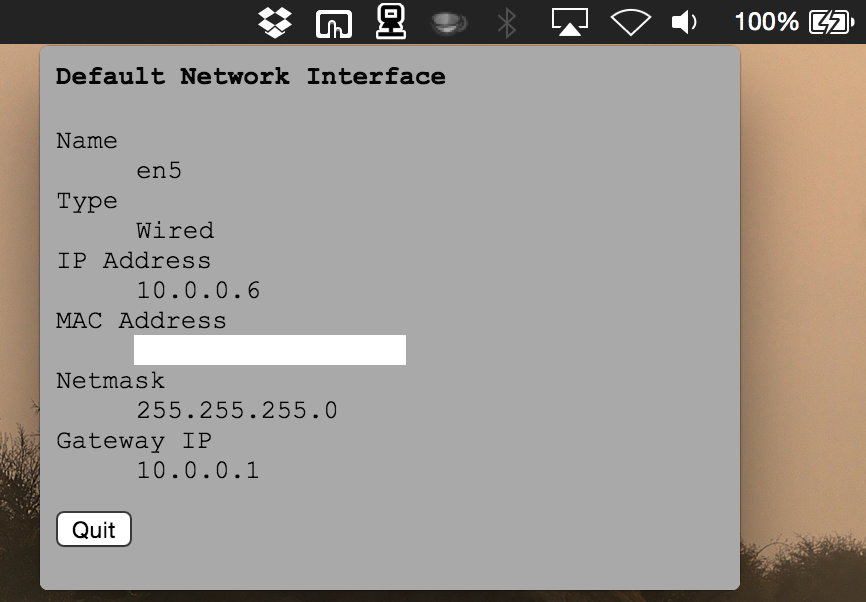 100%
Default Network Interface
Name
en5
Type
Wired
IP Address
10.0.0.6
MAC Address
Netmask
255.255.255.0
Gateway IP
10.0.0.1
Quit